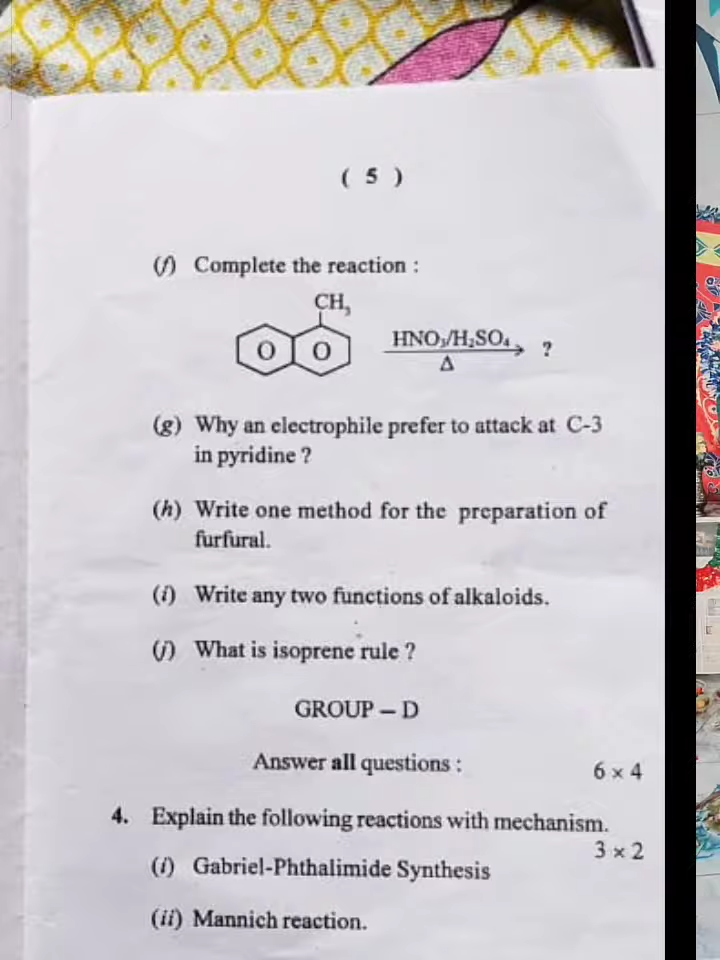 ( 5 )
(f) Complete the reaction :
CH₃
O O HNO₃/H₂SO₄ ?
Δ
(g) Why an electrophile prefer to attack at C-3
in pyridine ?
(h) Write one method for the preparation of
furfural.
(i) Write any two functions of alkaloids.
(j) What is isoprene rule ?
GROUP – D
Answer all questions :
6 × 4
4. Explain the following reactions with mechanism.
3 × 2
(i) Gabriel-Phthalimide Synthesis
(ii) Mannich reaction.